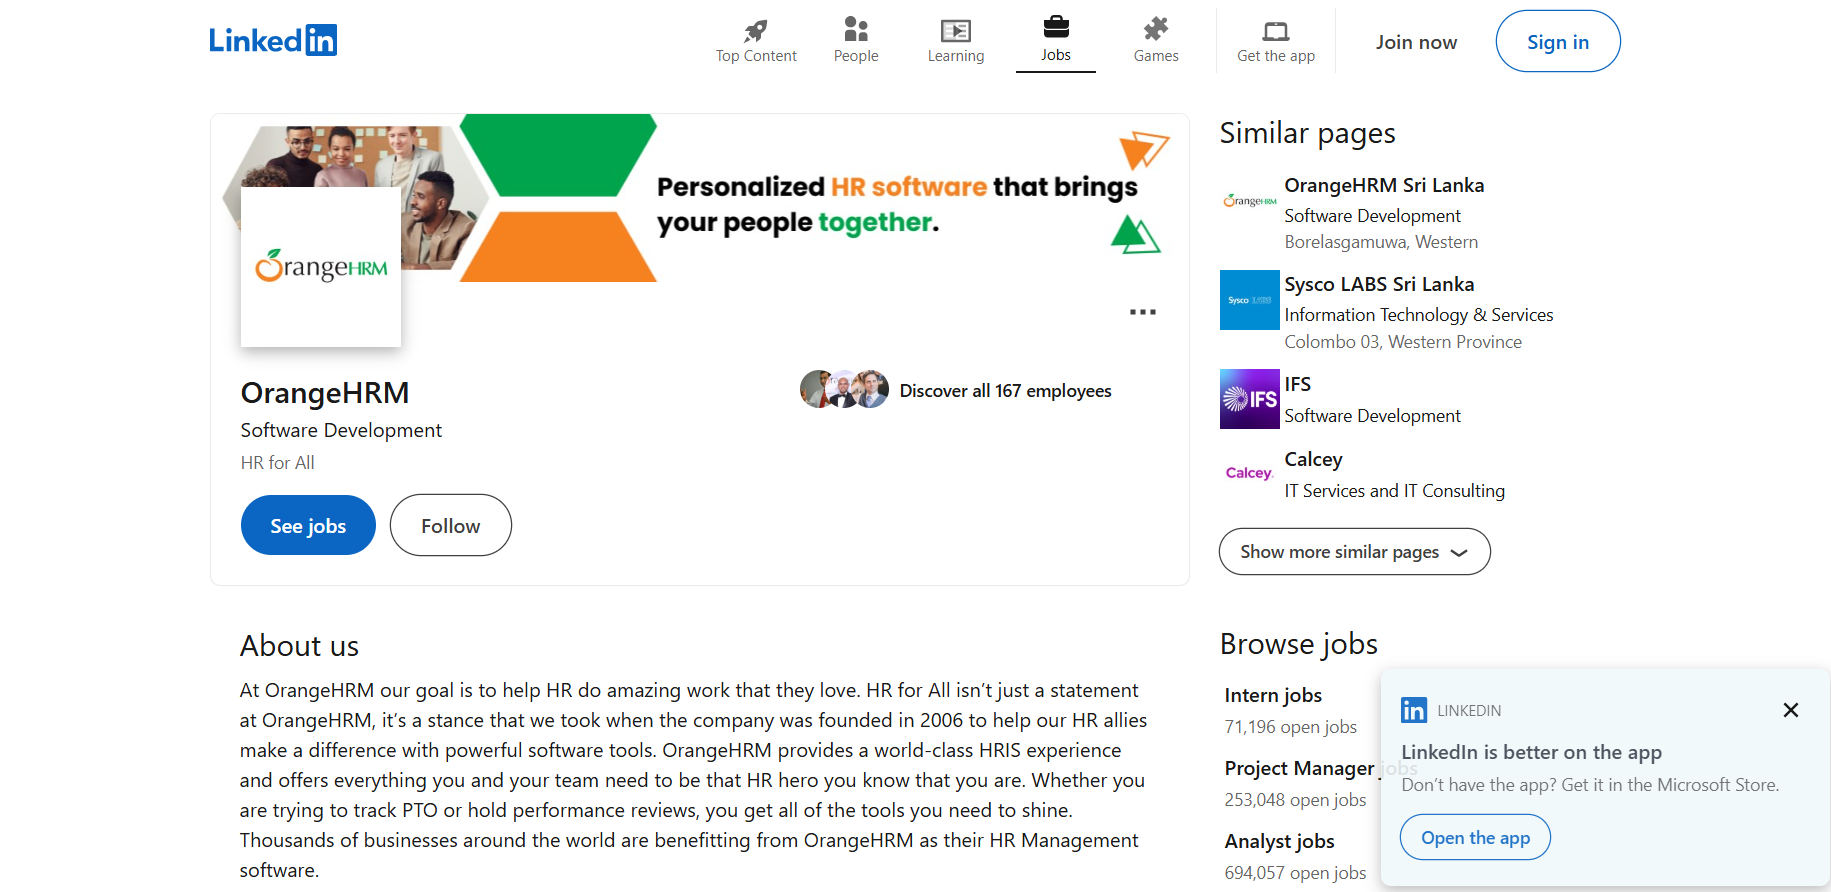 Linked in
Top Content
People
Learning
Jobs
Games
Get the app
Join now
Sign in
Personalized HR software that brings
your people together.
OrangeHRM
OrangeHRM
Software Development
HR for All
Discover all 167 employees
See jobs
Follow
About us
At OrangeHRM our goal is to help HR do amazing work that they love. HR for All isn’t just a statement
at OrangeHRM, it’s a stance that we took when the company was founded in 2006 to help our HR allies
make a difference with powerful software tools. OrangeHRM provides a world-class HRIS experience
and offers everything you and your team need to be that HR hero you know that you are. Whether you
are trying to track PTO or hold performance reviews, you get all of the tools you need to shine.
Thousands of businesses around the world are benefitting from OrangeHRM as their HR Management
software.
Similar pages
OrangeHRM
OrangeHRM Sri Lanka
Software Development
Borelasgamuwa, Western
Sysco LABS
Sysco LABS Sri Lanka
Information Technology & Services
Colombo 03, Western Province
IFS
IFS
Software Development
Calcey
Calcey
IT Services and IT Consulting
Show more similar pages
Browse jobs
Intern jobs
71,196 open jobs
Project Manager jobs
253,048 open jobs
Analyst jobs
694,057 open jobs
in LINKEDIN
LinkedIn is better on the app
Don’t have the app? Get it in the Microsoft Store.
Open the app